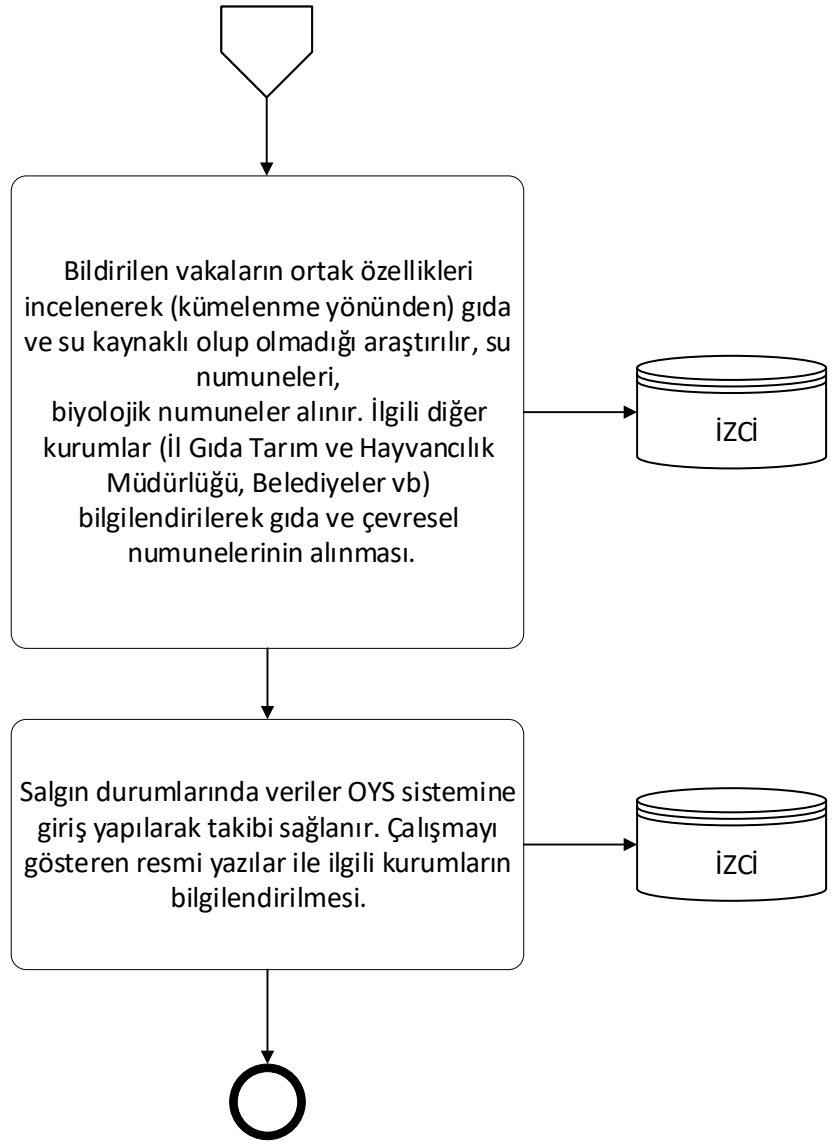 Bildirilen vakaların ortak özellikleri
incelenerek (kümelenme yönünden) gıda
ve su kaynaklı olup olmadığı araştırılır, su
numuneleri,
biyolojik numuneler alınır. İlgili diğer
kurumlar (İl Gıda Tarım ve Hayvancılık
Müdürlüğü, Belediyeler vb)
bilgilendirilerek gıda ve çevresel
numunelerinin alınması.
İZCİ
Salgın durumlarında veriler OYS sistemine
giriş yapılarak takibi sağlanır. Çalışmayı
gösteren resmi yazılar ile ilgili kurumların
bilgilendirilmesi.
İZCİ